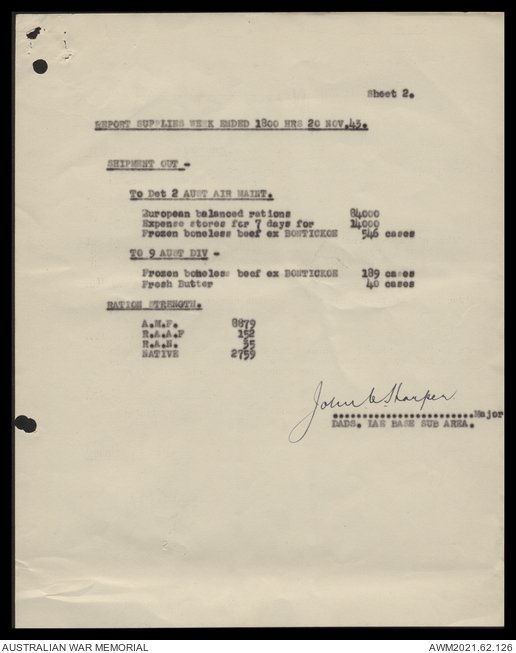 Sheet 2.
REPORT SUPPLIES WEEK ENDED 1800 HRS 20 NOV.43.
SHIPMENT OUT -
To Det 2 AUST AIR MAINT.
European balanced rations 84000
Expense stores for 7 days for 14000
Frozen boneless beef ex BONTICKOE 546 cases
TO 9 AUST DIV -
Frozen boneless beef ex BONTICKOE 189 cases
Fresh Butter 40 cases
RATION STRENGTH.
A.M.F. 8879
R.A.A.F 152
R.A.N. 35
NATIVE 2759
John C Sharper
..........................Major
DADS. LAE BASE SUB AREA.
AUSTRALIAN WAR MEMORIAL
AWM2021.62.126